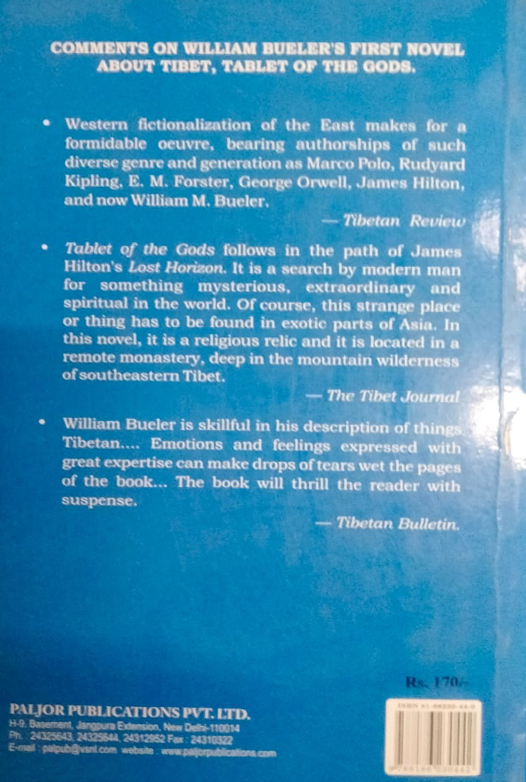 COMMENTS ON WILLIAM BUELER'S FIRST NOVEL
ABOUT TIBET, TABLET OF THE GODS.
• Western fictionalization of the East makes for a
formidable oeuvre, bearing authorships of such
diverse genre and generation as Marco Polo, Rudyard
Kipling, E. M. Forster, George Orwell, James Hilton,
and now William M. Bueler.
— Tibetan Review
• Tablet of the Gods follows in the path of James
Hilton's Lost Horizon. It is a search by modern man
for something mysterious, extraordinary and
spiritual in the world. Of course, this strange place
or thing has to be found in exotic parts of Asia. In
this novel, it is a religious relic and it is located in a
remote monastery, deep in the mountain wilderness
of southeastern Tibet.
— The Tibet Journal
• William Bueler is skillful in his description of things
Tibetan.... Emotions and feelings expressed with
great expertise can make drops of tears wet the pages
of the book... The book will thrill the reader with
suspense.
— Tibetan Bulletin.
Rs. 170/-
PALJOR PUBLICATIONS PVT. LTD.
H-9, Basement, Jangpura Extension, New Delhi-110014
Ph. : 24325643, 24325644, 24312952 Fax : 24310322
E-mail : palpub@vsnl.com website : www.paljorpublications.com
ISBN